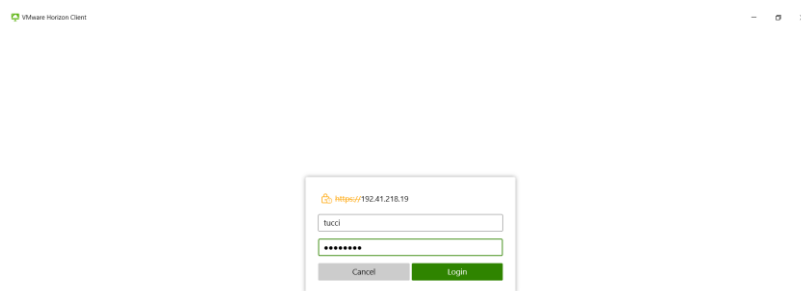 VMware Horizon Client
https://192.41.218.19
tucci
••••••••
Cancel Login